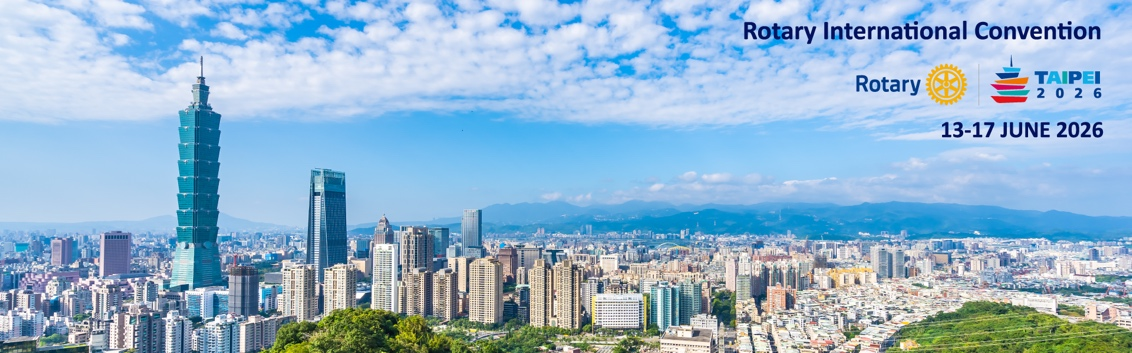 Rotary International Convention
Rotary
TAIPEI
2026
13-17 JUNE 2026